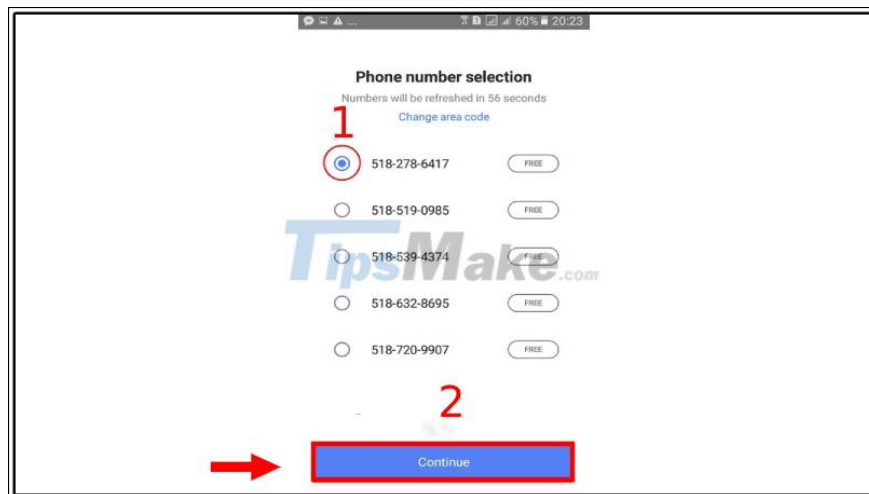 ... 60% 20:23
Phone number selection
Numbers will be refreshed in 56 seconds
Change area code
1
518-278-6417 FREE
518-519-0985 FREE
TipsMake.com
518-539-4374 FREE
518-632-8695 FREE
518-720-9907 FREE
2
Continue